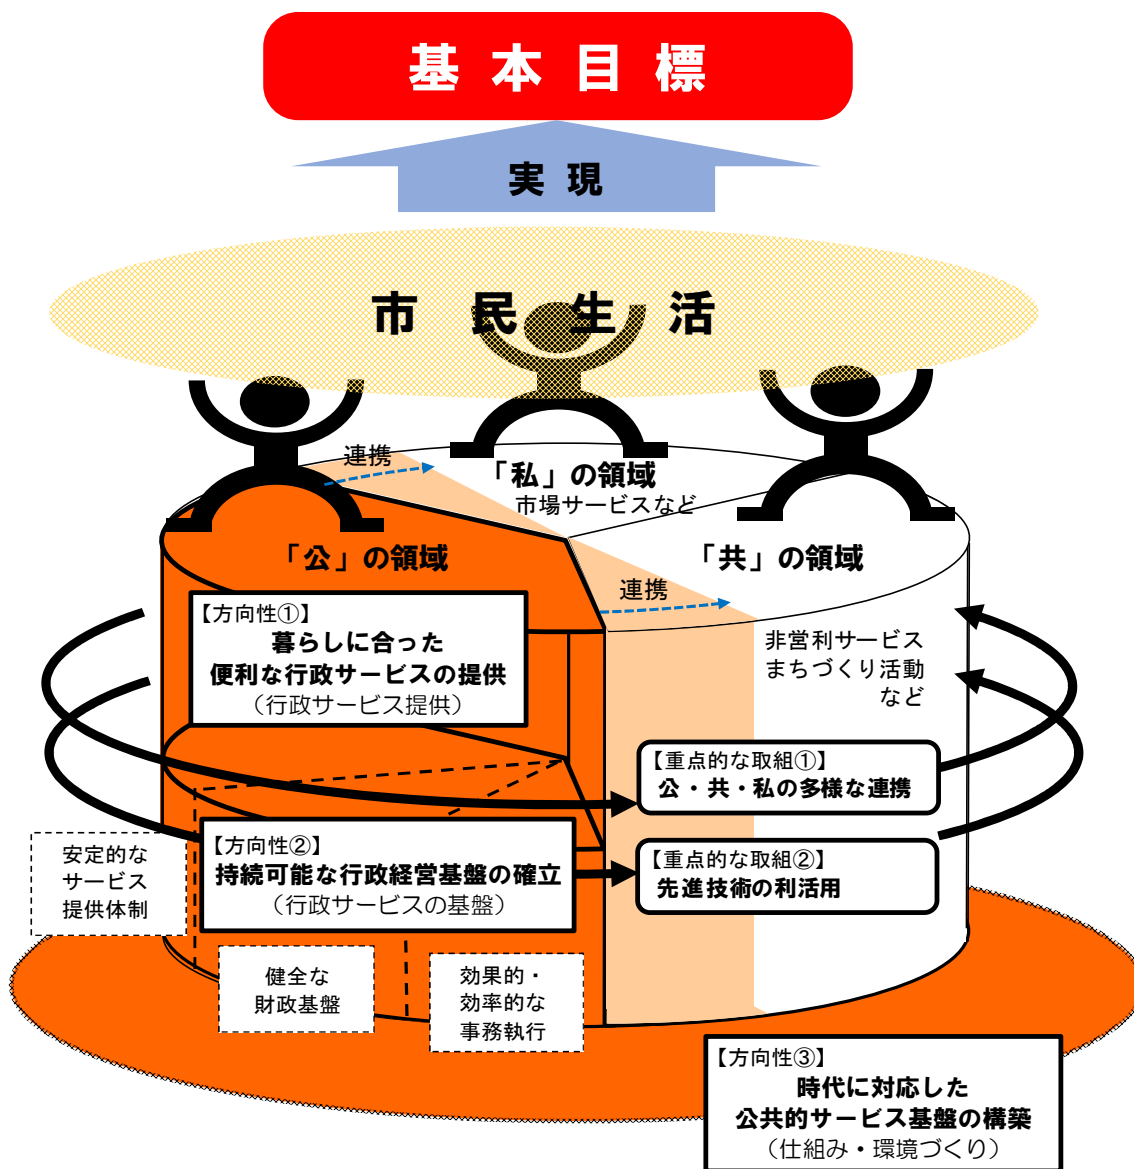 基本目標
実現
市民生活
連携
「私」の領域
市場サービスなど
「公」の領域
「共」の領域
連携
【方向性①】
暮らしに合った
便利な行政サービスの提供
（行政サービス提供）
非営利サービス
まちづくり活動
など
【重点的な取組①】
公・共・私の多様な連携
【方向性②】
持続可能な行政経営基盤の確立
（行政サービスの基盤）
【重点的な取組②】
先進技術の利活用
安定的な
サービス
提供体制
健全な
財政基盤
効果的・
効率的な
事務執行
【方向性③】
時代に対応した
公共的サービス基盤の構築
（仕組み・環境づくり）